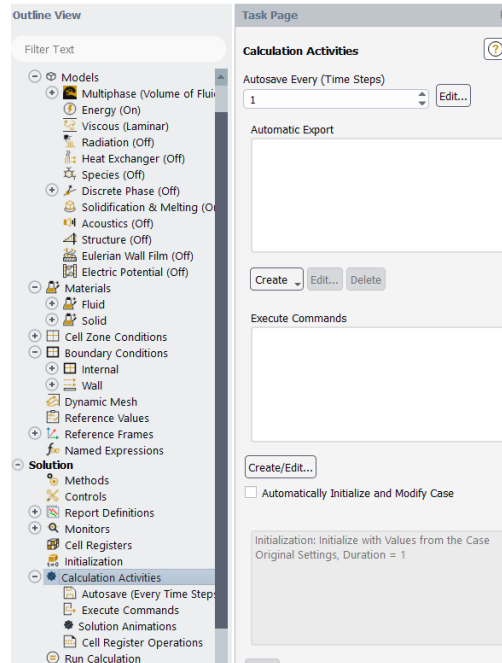 Outline View
Filter Text
Models
Multiphase (Volume of Flui
Energy (On)
Viscous (Laminar)
Radiation (Off)
Heat Exchanger (Off)
Species (Off)
Discrete Phase (Off)
Solidification & Melting (O
Acoustics (Off)
Structure (Off)
Eulerian Wall Film (Off)
Electric Potential (Off)
Materials
Fluid
Solid
Cell Zone Conditions
Boundary Conditions
Internal
Wall
Dynamic Mesh
Reference Values
Reference Frames
Named Expressions
Solution
Methods
Controls
Report Definitions
Monitors
Cell Registers
Initialization
Calculation Activities
Autosave (Every Time Step
Execute Commands
Solution Animations
Cell Register Operations
Run Calculation
Task Page
Calculation Activities
Autosave Every (Time Steps)
1
Edit...
Automatic Export
Create
Edit...
Delete
Execute Commands
Create/Edit...
Automatically Initialize and Modify Case
Initialization: Initialize with Values from the Case
Original Settings, Duration = 1